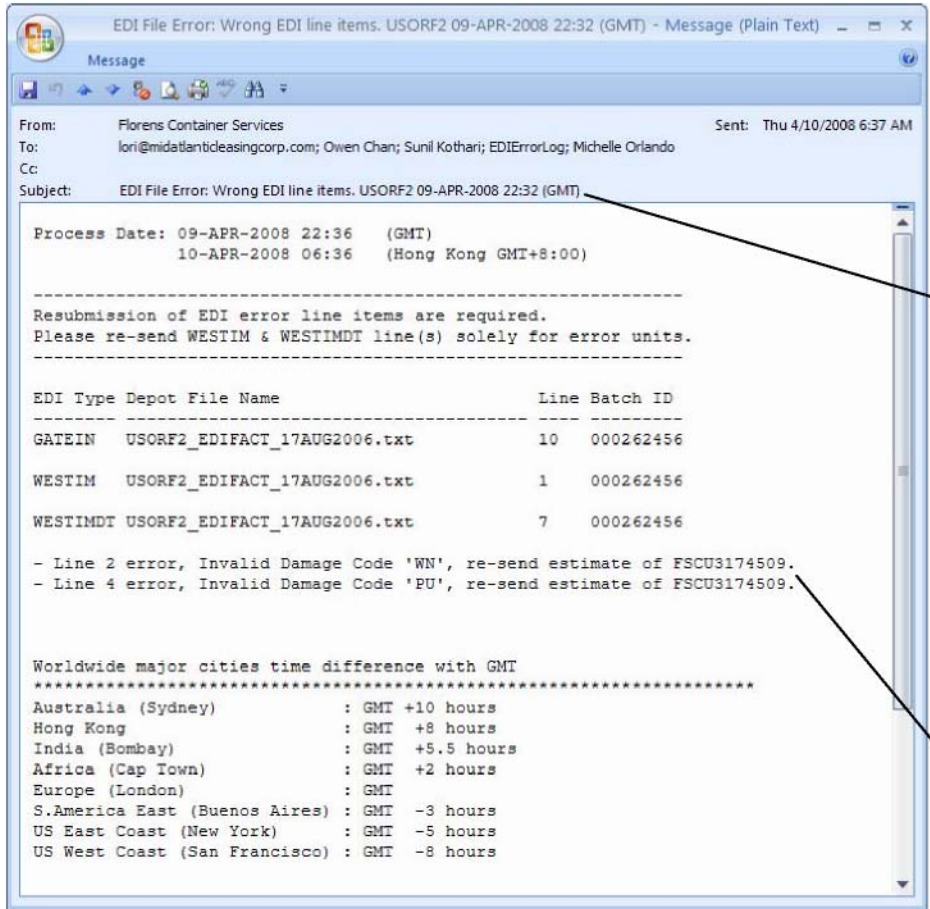 EDI File Error: Wrong EDI line items. USORF2 09-APR-2008 22:32 (GMT) - Message (Plain Text)
Message
From: Florens Container Services Sent: Thu 4/10/2008 6:37 AM
To: lori@midatlanticleasingcorp.com; Owen Chan; Sunil Kothari; EDIErrorLog; Michelle Orlando
Cc:
Subject: EDI File Error: Wrong EDI line items. USORF2 09-APR-2008 22:32 (GMT)
Process Date: 09-APR-2008 22:36 (GMT)
10-APR-2008 06:36 (Hong Kong GMT+8:00)
---------------------------------------------------------------
Resubmission of EDI error line items are required.
Please re-send WESTIM & WESTIMDT line(s) solely for error units.
---------------------------------------------------------------
EDI Type Depot File Name Line Batch ID
-------- --------------------------------------- ---- ---------
GATEIN USORF2_EDIFACT_17AUG2006.txt 10 000262456
WESTIM USORF2_EDIFACT_17AUG2006.txt 1 000262456
WESTIMDT USORF2_EDIFACT_17AUG2006.txt 7 000262456
- Line 2 error, Invalid Damage Code 'WN', re-send estimate of FSCU3174509.
- Line 4 error, Invalid Damage Code 'PU', re-send estimate of FSCU3174509.
Worldwide major cities time difference with GMT
**********************************************************************
Australia (Sydney) : GMT +10 hours
Hong Kong : GMT +8 hours
India (Bombay) : GMT +5.5 hours
Africa (Cap Town) : GMT +2 hours
Europe (London) : GMT
S.America East (Buenos Aires) : GMT -3 hours
US East Coast (New York) : GMT -5 hours
US West Coast (San Francisco) : GMT -8 hours